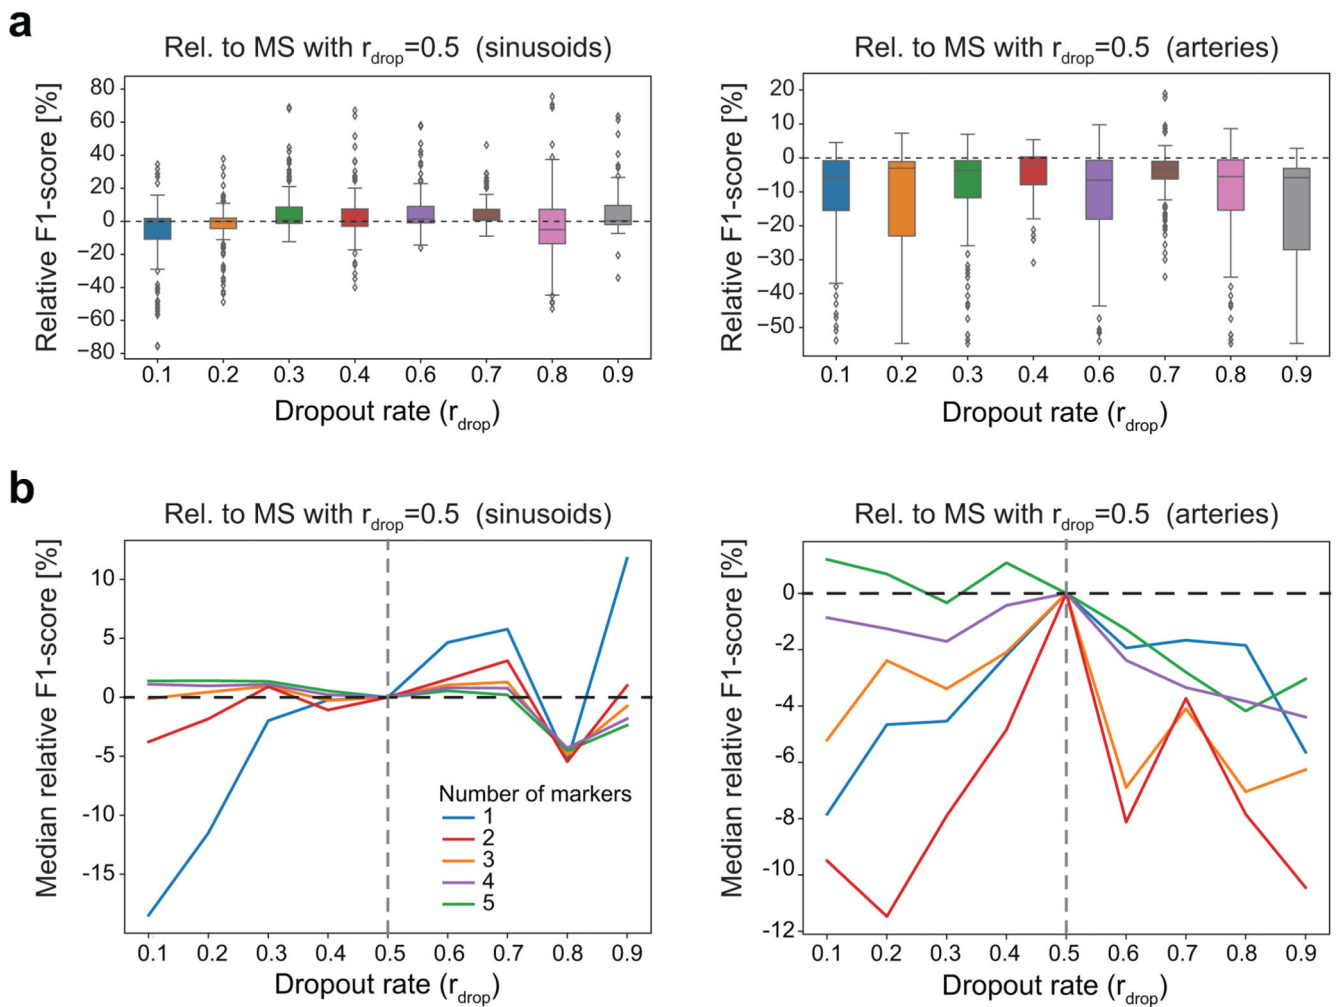 a
Rel. to MS with rdrop=0.5 (sinusoids)
Relative F1-score [%]
80
60
40
20
0
−20
−40
−60
−80
0.1 0.2 0.3 0.4 0.6 0.7 0.8 0.9
Dropout rate (rdrop)
Rel. to MS with rdrop=0.5 (arteries)
Relative F1-score [%]
20
10
0
−10
−20
−30
−40
−50
0.1 0.2 0.3 0.4 0.6 0.7 0.8 0.9
Dropout rate (rdrop)
b
Rel. to MS with rdrop=0.5 (sinusoids)
Median relative F1-score [%]
10
5
0
-5
-10
-15
Number of markers
1
2
3
4
5
0.1 0.2 0.3 0.4 0.5 0.6 0.7 0.8 0.9
Dropout rate (rdrop)
Rel. to MS with rdrop=0.5 (arteries)
Median relative F1-score [%]
0
-2
-4
-6
-8
-10
-12
0.1 0.2 0.3 0.4 0.5 0.6 0.7 0.8 0.9
Dropout rate (rdrop)